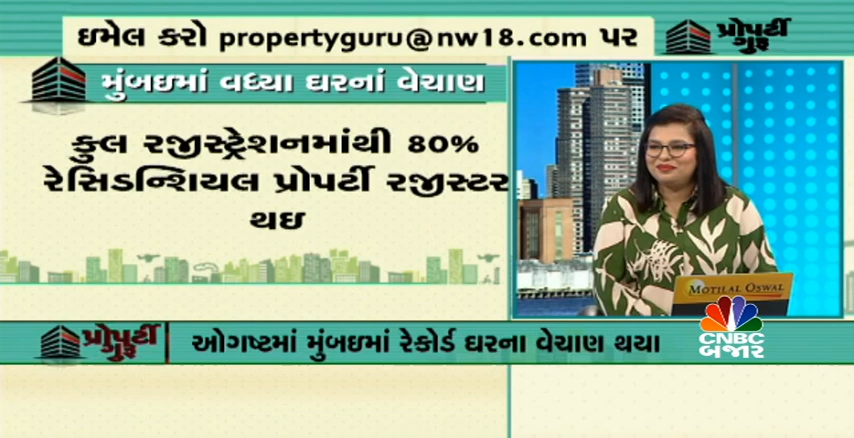 ઇમેલ કરો propertyguru@nw18.com પર
પ્રોપર્ટી
ગુરૂ
મુંબઇમાં વધ્યા ઘરનાં વેચાણ
કુલ રજીસ્ટ્રેશનમાંથી 80%
રેસિડન્શિયલ પ્રોપર્ટી રજીસ્ટર
થઇ
MOTILAL OSWAL
પ્રોપર્ટી
ગુરૂ
ઓગષ્ટમાં મુંબઇમાં રેકોર્ડ ઘરના વેચાણ થયા
CNBC
બજાર